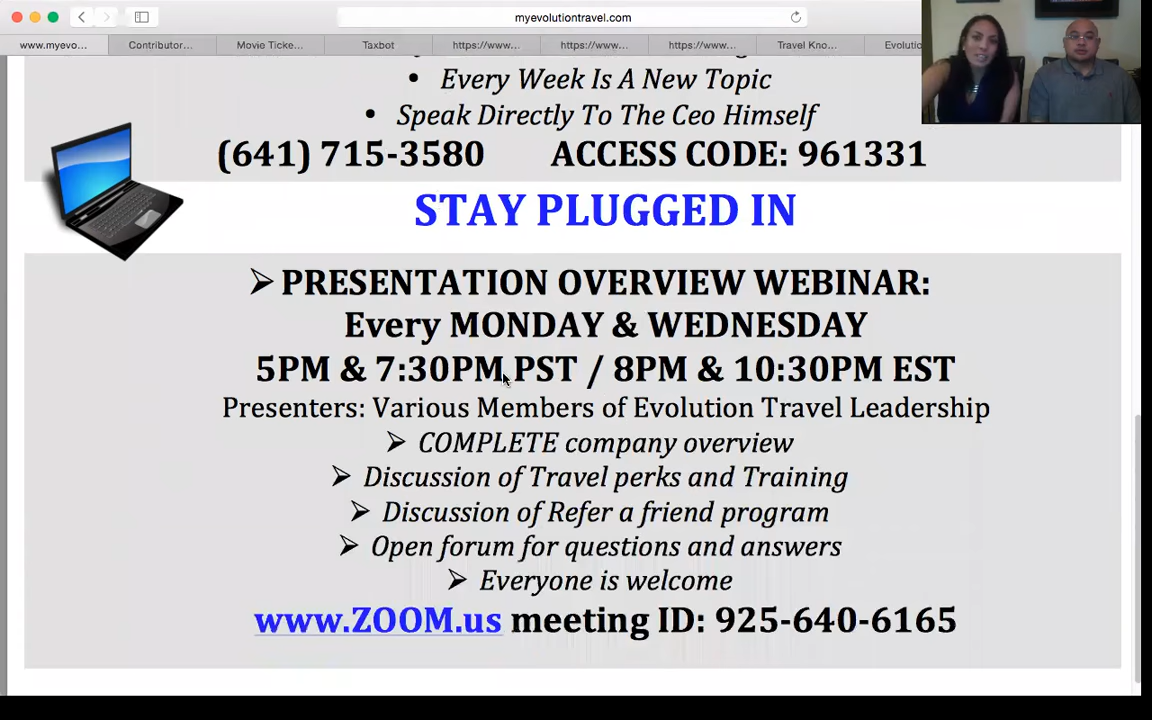 myevolutiontravel.com
www.myevo...
Contributor...
Movie Ticke...
Taxbot
https://www...
https://www...
https://www...
Travel Kno...
Evolutio
• Every Week Is A New Topic
• Speak Directly To The Ceo Himself
(641) 715-3580 ACCESS CODE: 961331
STAY PLUGGED IN
➢ PRESENTATION OVERVIEW WEBINAR:
Every MONDAY & WEDNESDAY
5PM & 7:30PM PST / 8PM & 10:30PM EST
Presenters: Various Members of Evolution Travel Leadership
➢ COMPLETE company overview
➢ Discussion of Travel perks and Training
➢ Discussion of Refer a friend program
➢ Open forum for questions and answers
➢ Everyone is welcome
www.ZOOM.us meeting ID: 925-640-6165